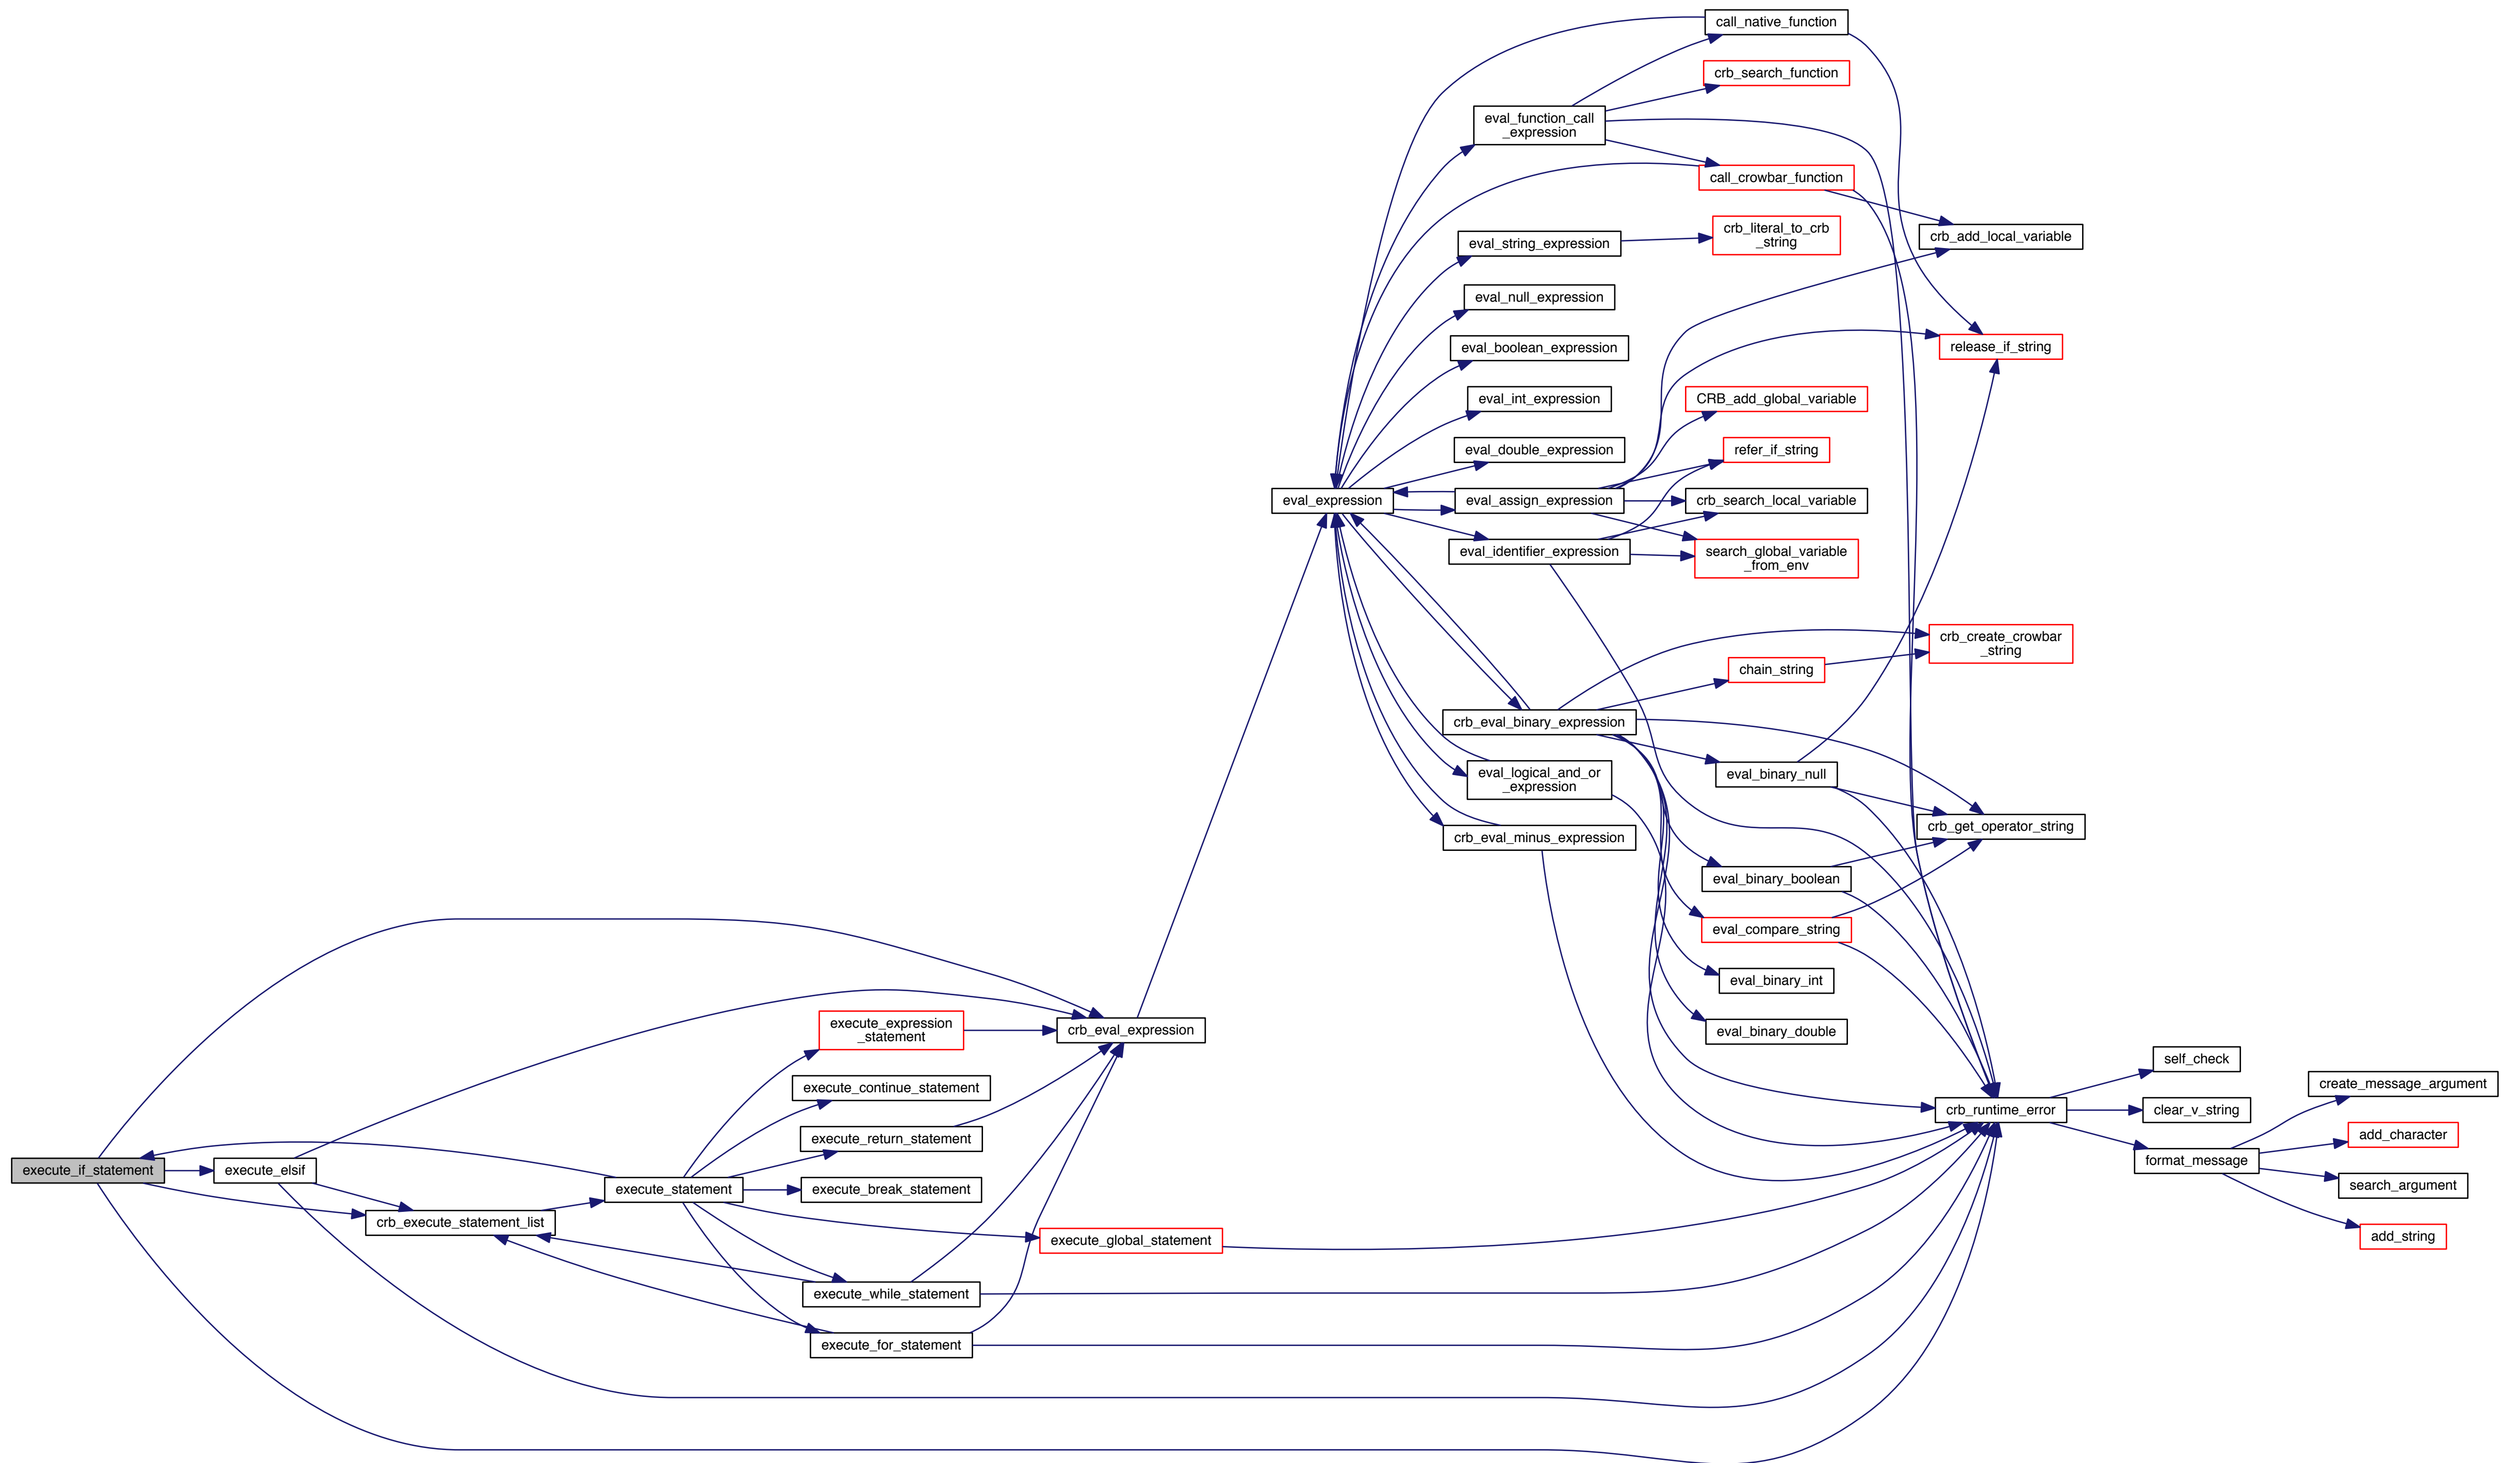 call_native_function
crb_search_function
eval_function_call
_expression
call_crowbar_function
crb_add_local_variable
eval_string_expression
crb_literal_to_crb
_string
eval_null_expression
eval_boolean_expression
release_if_string
eval_int_expression
CRB_add_global_variable
eval_double_expression
refer_if_string
eval_expression
eval_assign_expression
crb_search_local_variable
eval_identifier_expression
search_global_variable
_from_env
crb_create_crowbar
_string
chain_string
crb_eval_binary_expression
eval_logical_and_or
_expression
eval_binary_null
crb_get_operator_string
crb_eval_minus_expression
eval_binary_boolean
eval_compare_string
eval_binary_int
eval_binary_double
execute_expression
_statement
crb_eval_expression
self_check
execute_continue_statement
create_message_argument
crb_runtime_error
clear_v_string
execute_return_statement
add_character
format_message
execute_if_statement
execute_elsif
execute_statement
execute_break_statement
search_argument
crb_execute_statement_list
execute_global_statement
add_string
execute_while_statement
execute_for_statement